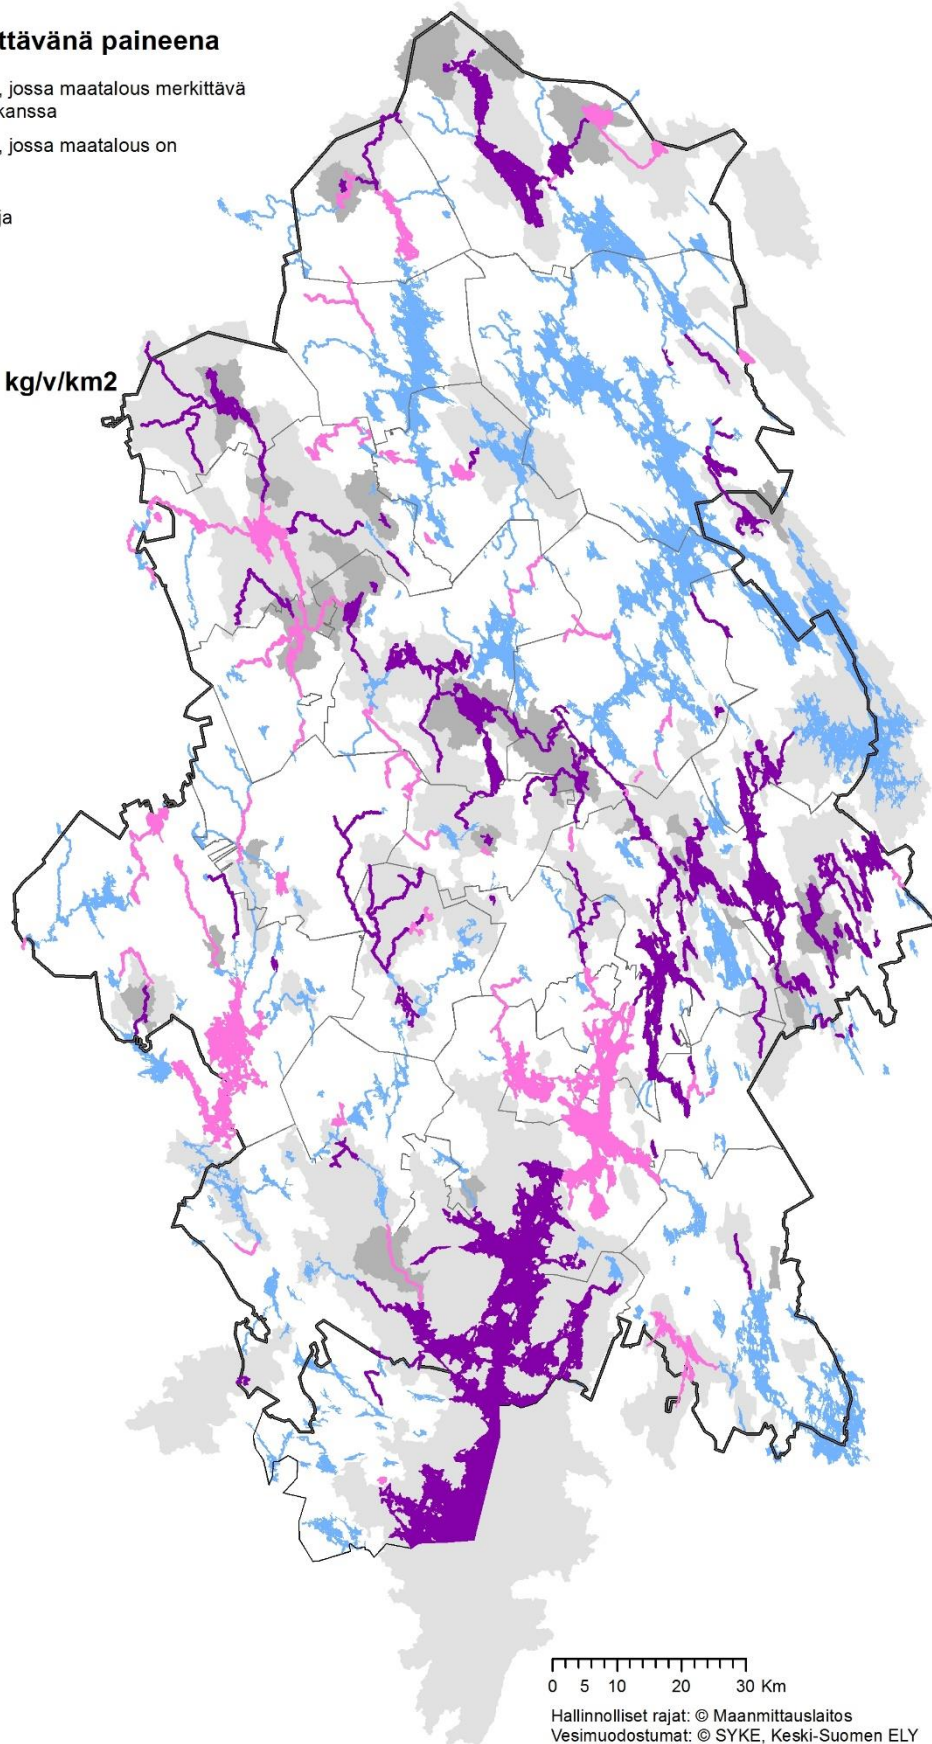 ttävänä paineena
, jossa maatalous merkittävä
kanssa
, jossa maatalous on
ja
kg/v/km2
0 5 10 20 30 Km
Hallinnolliset rajat: © Maanmittauslaitos
Vesimuodostumat: © SYKE, Keski-Suomen ELY